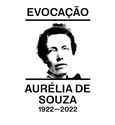 EVOCAÇÃO
AURÉLIA DE
SOUZA
1922—2022